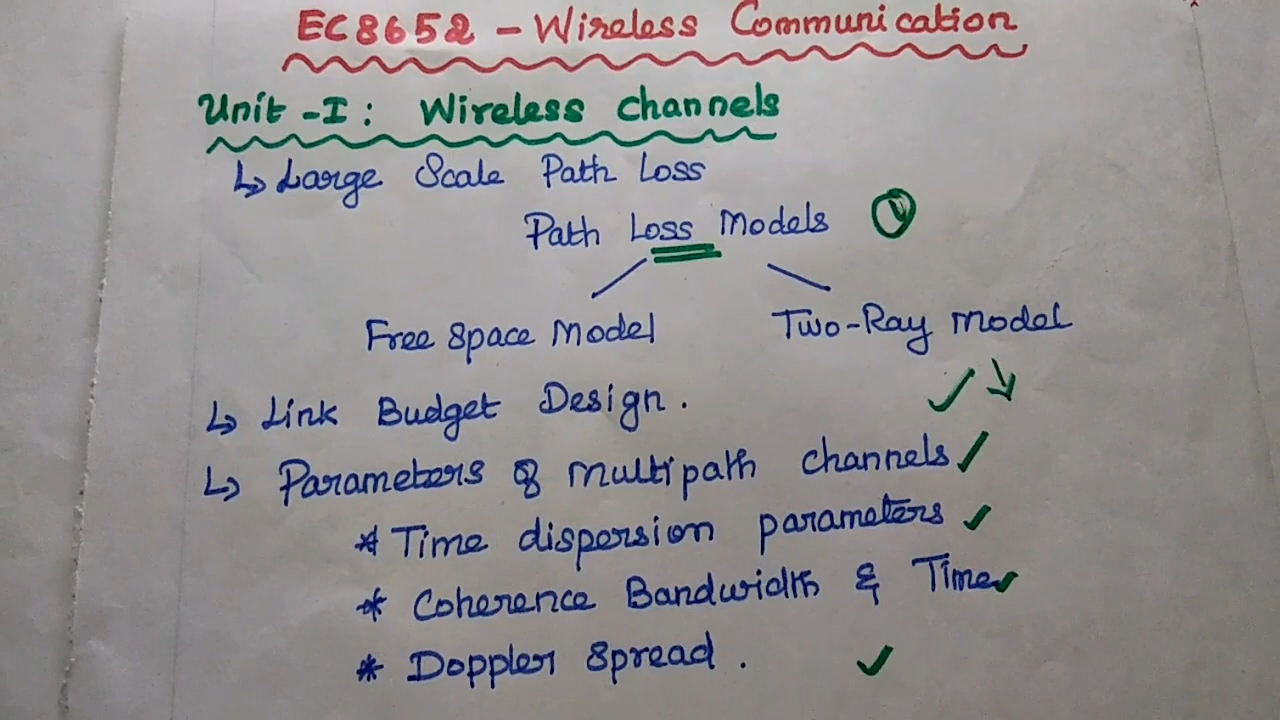 EC8652 - Wireless Communication
Unit -I: Wireless channels
↳ Large Scale Path Loss
Path Loss Models
Free Space Model Two-Ray Model
↳ Link Budget Design.
↳ Parameters of multipath channels
* Time dispersion parameters
* Coherence Bandwidth & Time
* Doppler Spread.